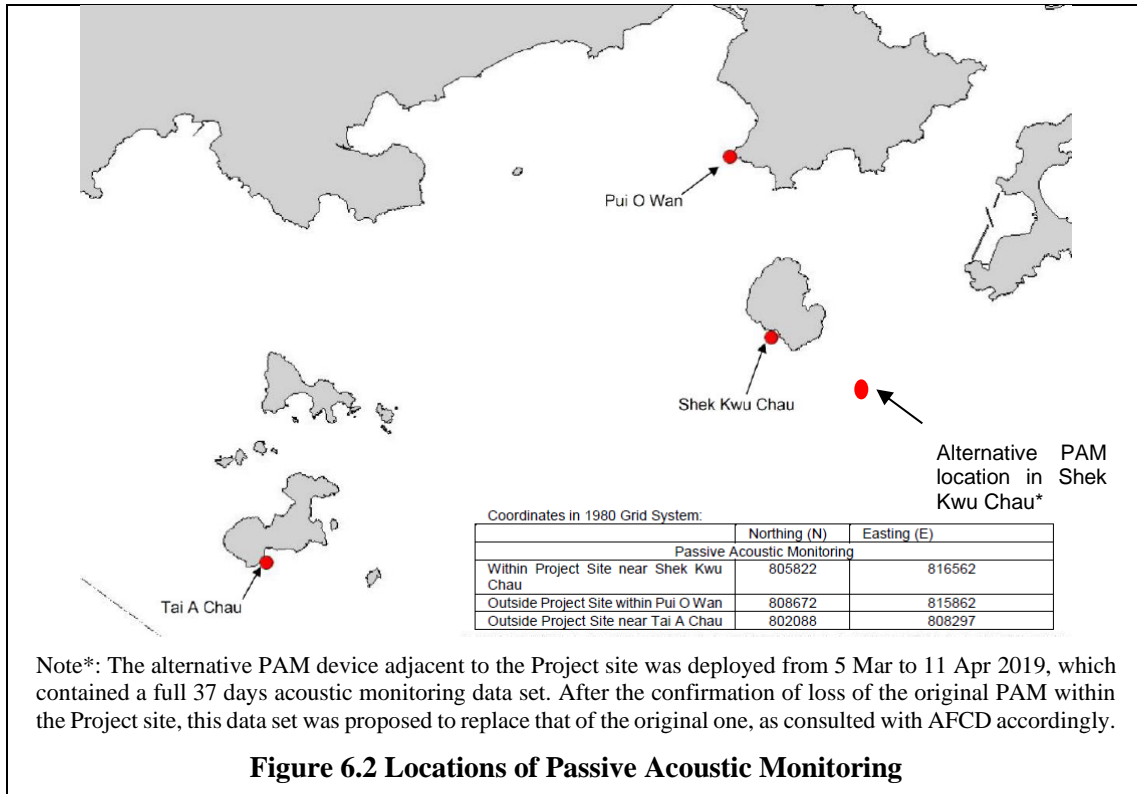 Pui O Wan
Shek Kwu Chau
Alternative PAM
location in Shek
Kwu Chau*
Tai A Chau
Coordinates in 1980 Grid System:
Northing (N) Easting (E)
Passive Acoustic Monitoring
Within Project Site near Shek Kwu
Chau 805822 816562
Outside Project Site within Pui O Wan 808672 815862
Outside Project Site near Tai A Chau 802088 808297
Note*: The alternative PAM device adjacent to the Project site was deployed from 5 Mar to 11 Apr 2019, which
contained a full 37 days acoustic monitoring data set. After the confirmation of loss of the original PAM within
the Project site, this data set was proposed to replace that of the original one, as consulted with AFCD accordingly.
Figure 6.2 Locations of Passive Acoustic Monitoring